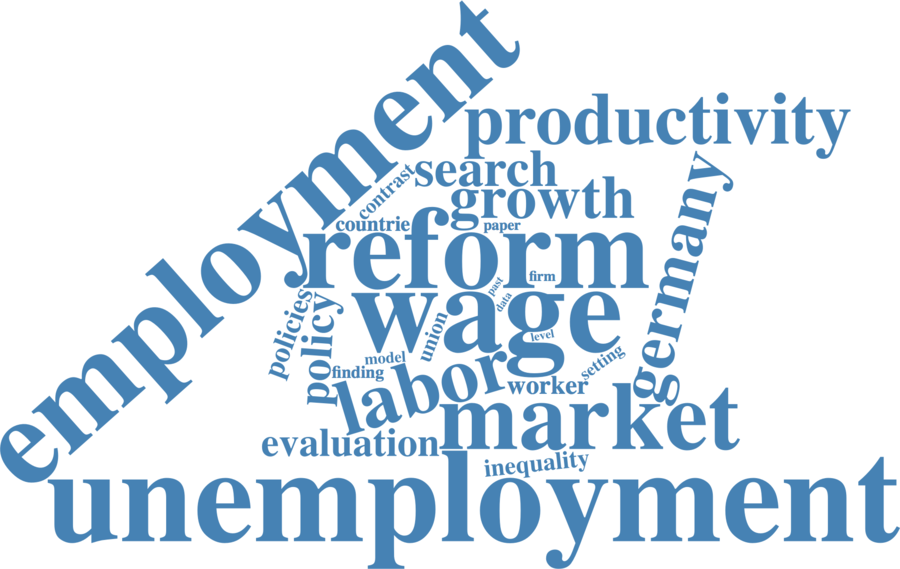 employment
productivity
search
contrast
growth
countrie
paper
reform
germany
firm
past
data
wage
policies
policy
union
level
model
finding
setting
labor
worker
market
evaluation
inequality
unemployment